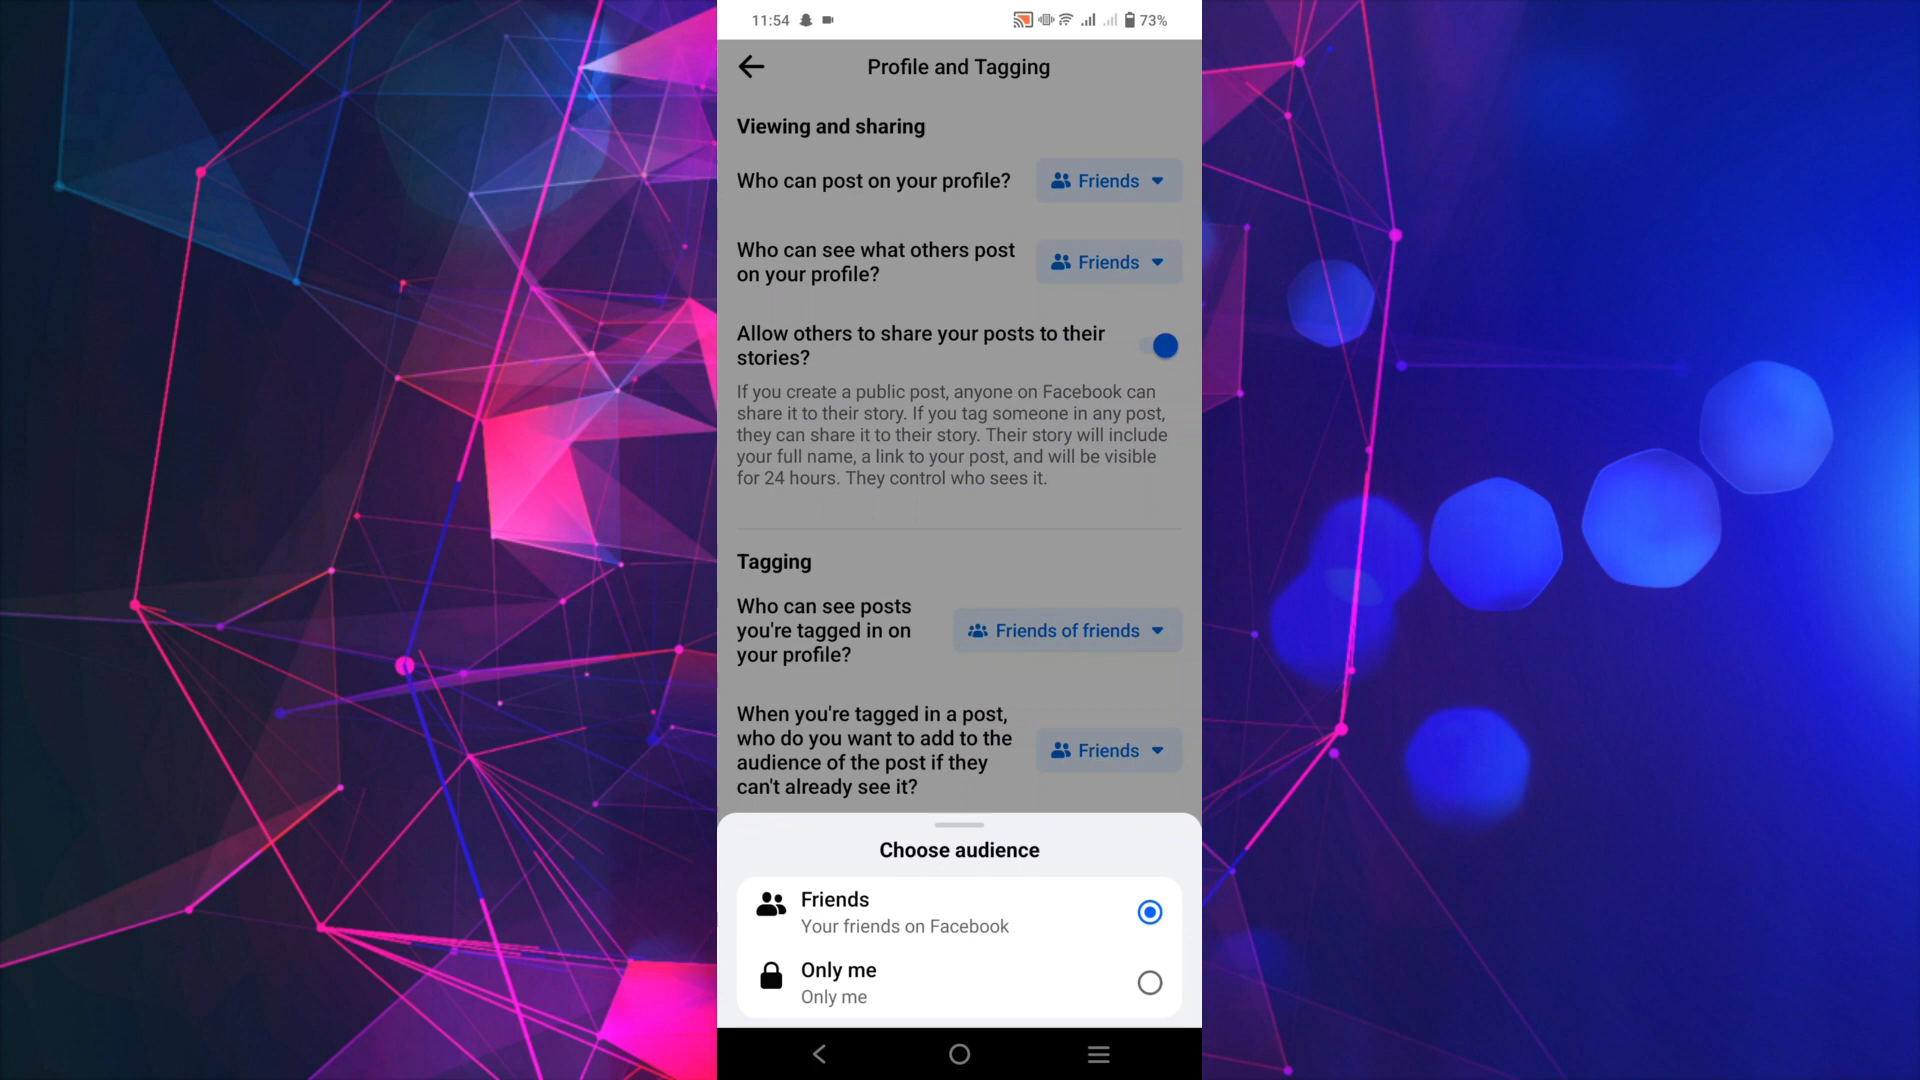 11:54
73%
Profile and Tagging
Viewing and sharing
Who can post on your profile?
Friends
Who can see what others post
on your profile?
Friends
Allow others to share your posts to their
stories?
If you create a public post, anyone on Facebook can
share it to their story. If you tag someone in any post,
they can share it to their story. Their story will include
your full name, a link to your post, and will be visible
for 24 hours. They control who sees it.
Tagging
Who can see posts
you're tagged in on
your profile?
Friends of friends
When you're tagged in a post,
who do you want to add to the
audience of the post if they
can't already see it?
Friends
Choose audience
Friends
Your friends on Facebook
Only me
Only me